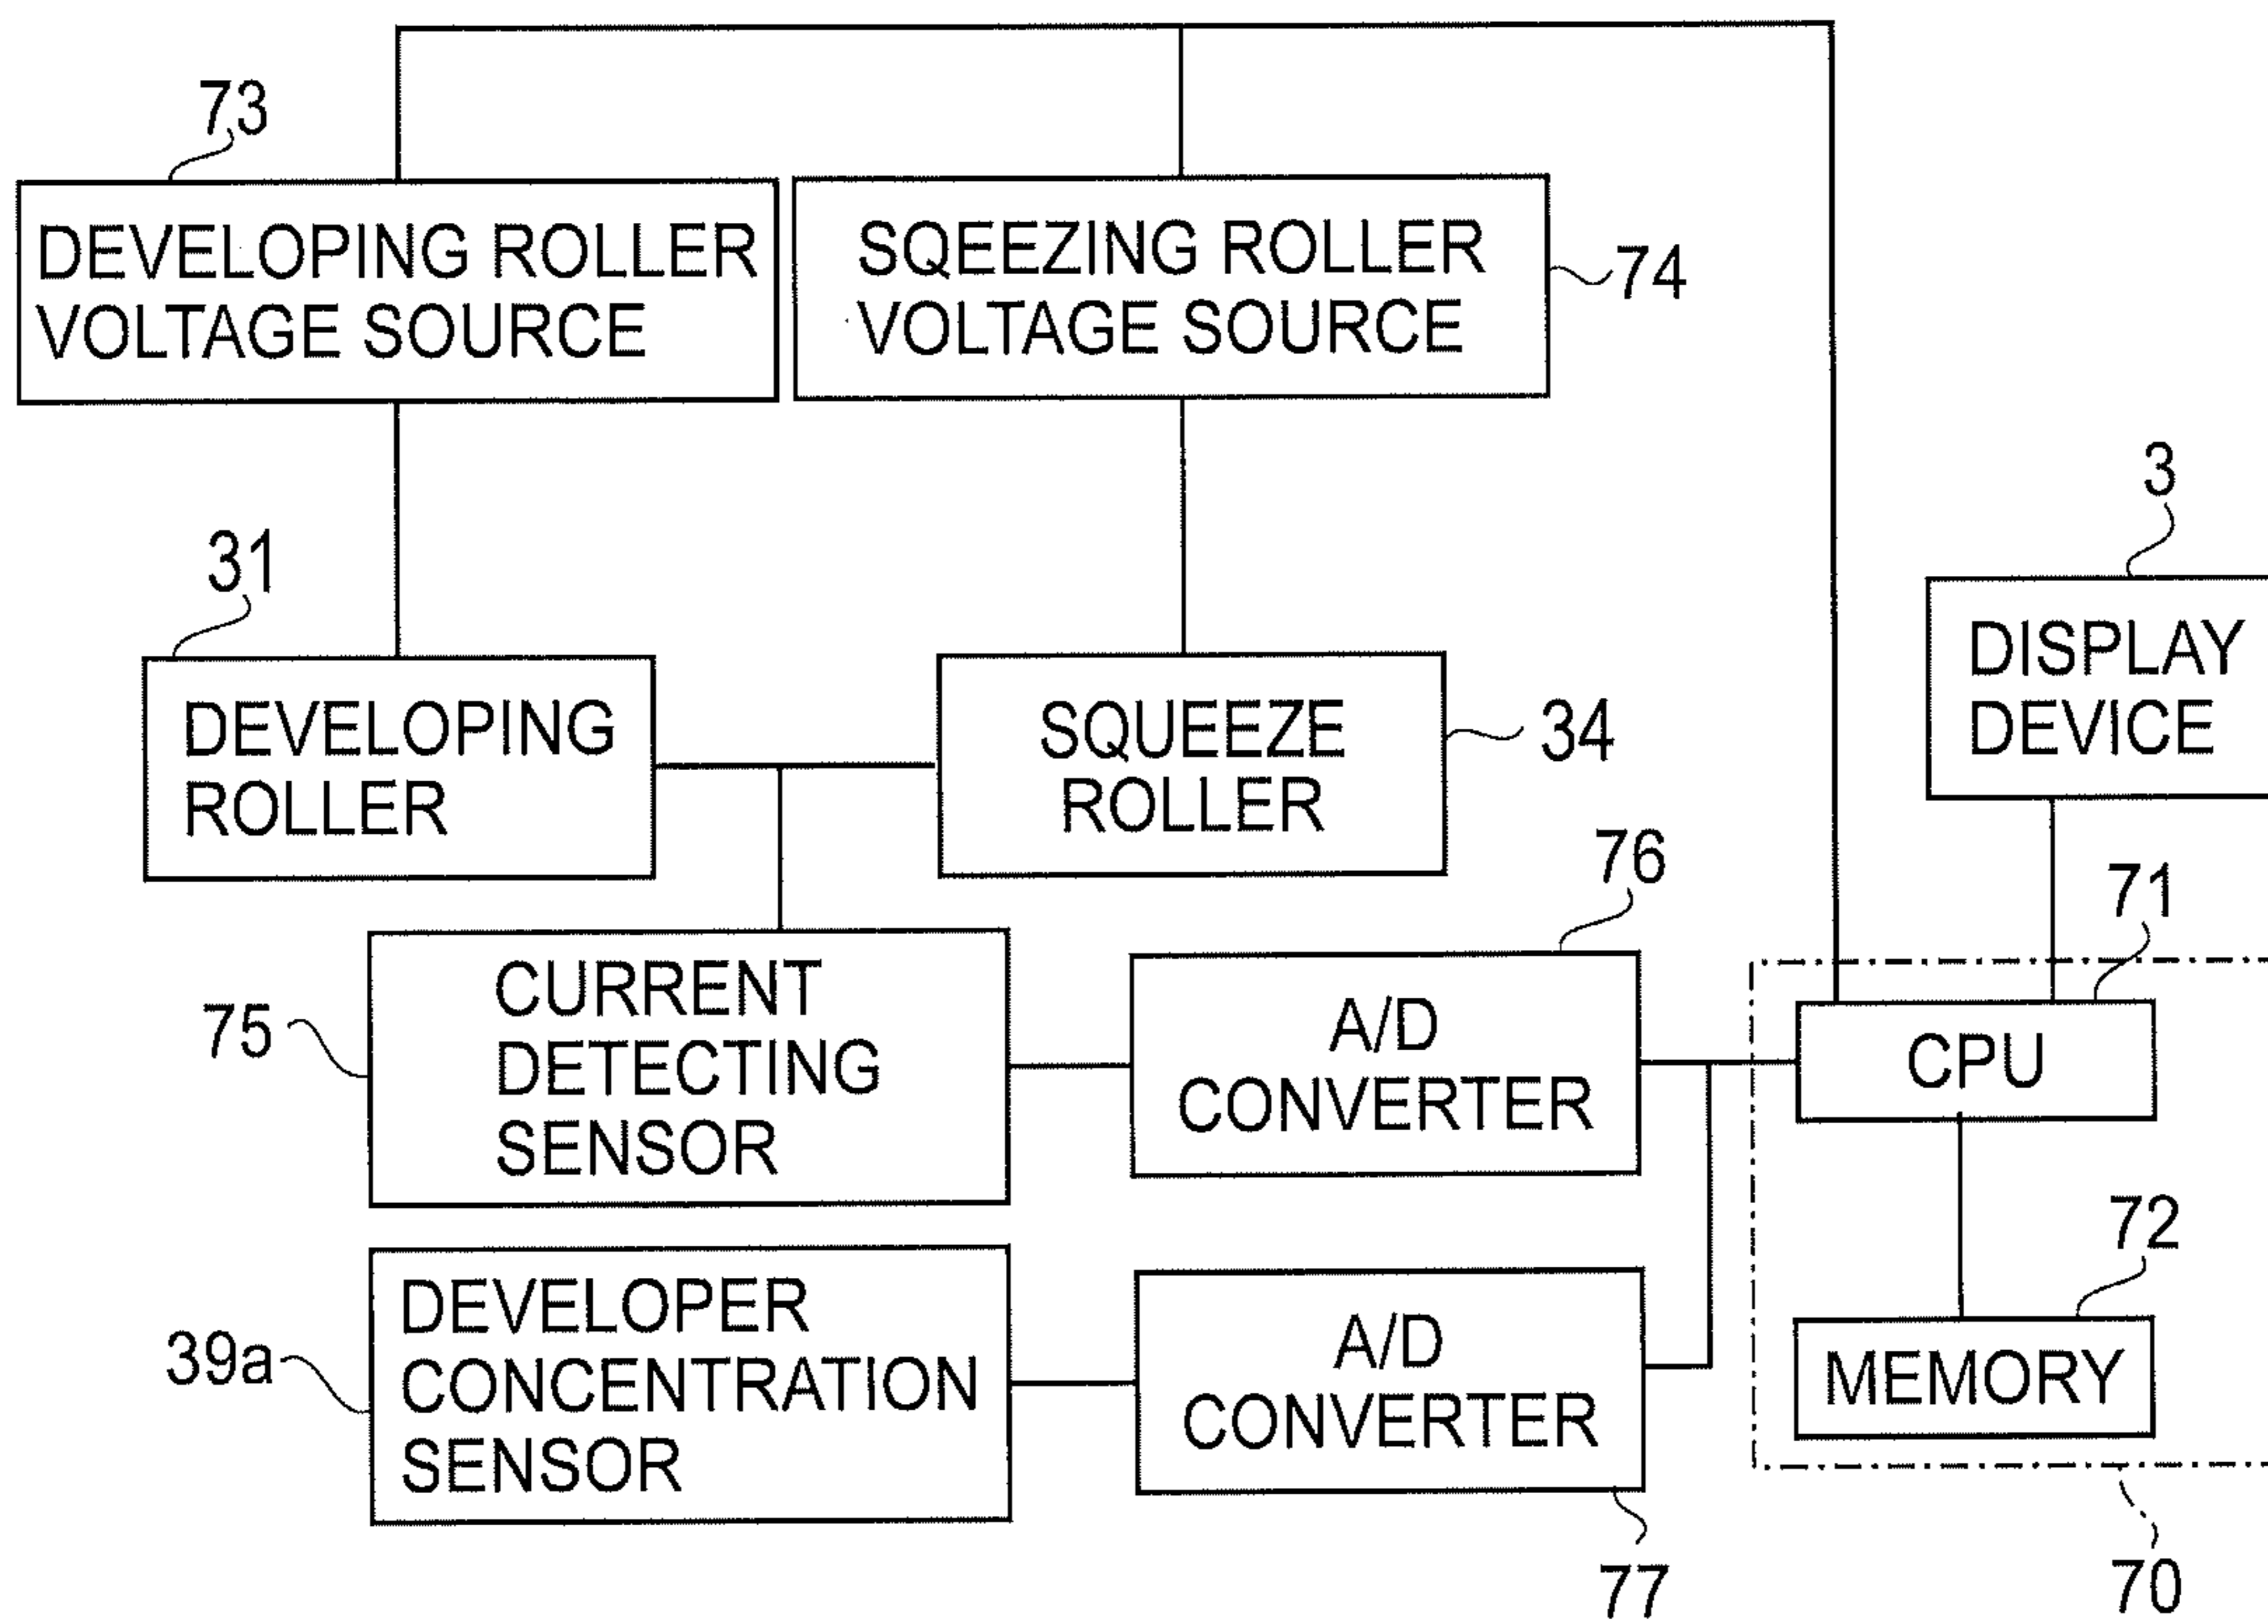 73
DEVELOPING ROLLER
VOLTAGE SOURCE
SQEEZING ROLLER
VOLTAGE SOURCE
74
3
DISPLAY
DEVICE
31
DEVELOPING
ROLLER
SQUEEZE
ROLLER
34
76
71
75
CURRENT
DETECTING
SENSOR
A/D
CONVERTER
CPU
72
MEMORY
39a
DEVELOPER
CONCENTRATION
SENSOR
A/D
CONVERTER
77
70